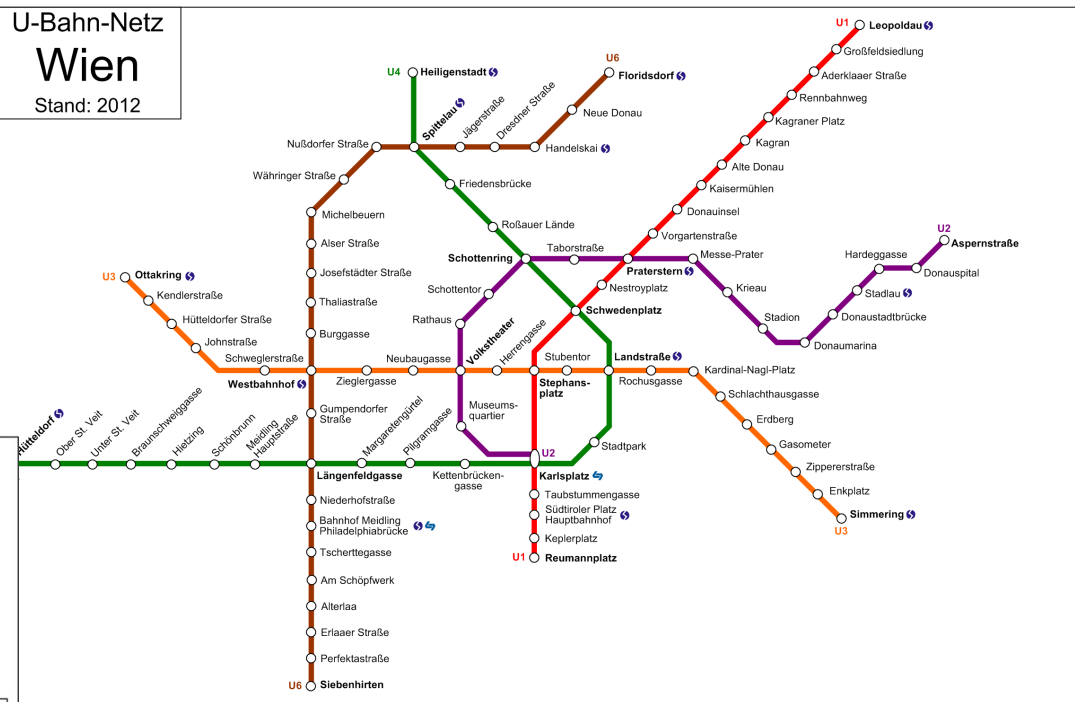 U-Bahn-Netz
Wien
Stand: 2012
U1
Leopoldau
Großfeldsiedlung
Aderklaaer Straße
Rennbahnweg
Kagraner Platz
Kagran
Alte Donau
Kaisermühlen
Donauinsel
Vorgartenstraße
Praterstern
Nestroyplatz
Schwedenplatz
Stephans-
platz
Karlsplatz
Taubstummengasse
Südtiroler Platz
Hauptbahnhof
Keplerplatz
U1
Reumannplatz
U4
Heiligenstadt
Spittelau
Friedensbrücke
Roßauer Lände
Schottenring
Landstraße
Stadtpark
Kettenbrücken-
gasse
Pilgramgasse
Margaretengürtel
Längenfeldgasse
Meidling
Hauptstraße
Schönbrunn
Hietzing
Braunschweiggasse
Unter St. Veit
Ober St. Veit
Hütteldorf
U6
Floridsdorf
Neue Donau
Handelskai
Dresdner Straße
Jägerstraße
Nußdorfer Straße
Währinger Straße
Michelbeuern
Alser Straße
Josefstädter Straße
Thaliastraße
Burggasse
Westbahnhof
Gumpendorfer
Straße
Niederhofstraße
Bahnhof Meidling
Philadelphiabrücke
Tscherttegasse
Am Schöpfwerk
Alterlaa
Erlaaer Straße
Perfektastraße
U6
Siebenhirten
U2
Aspernstraße
Donauspital
Hardeggasse
Stadlau
Donaustadtbrücke
Donaumarina
Stadion
Krieau
Messe-Prater
Taborstraße
Schottentor
Rathaus
Volkstheater
Museums-
quartier
U2
U3
Ottakring
Kendlerstraße
Hütteldorfer Straße
Johnstraße
Schweglerstraße
Zieglergasse
Neubaugasse
Herrengasse
Stubentor
Rochusgasse
Kardinal-Nagl-Platz
Schlachthausgasse
Erdberg
Gasometer
Zippererstraße
Enkplatz
Simmering
U3